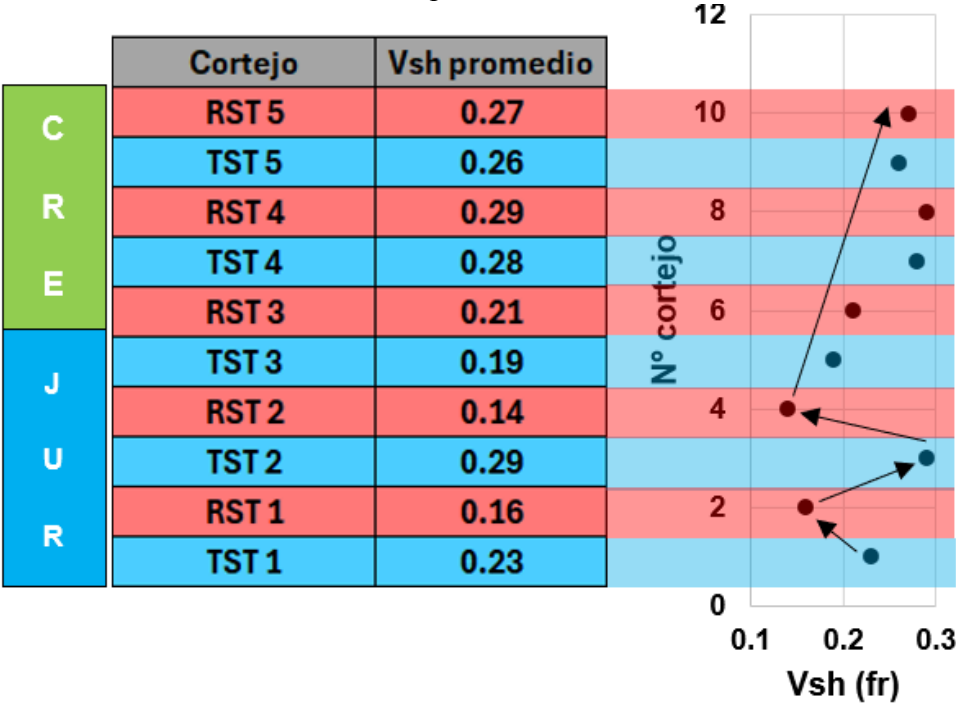 Cortejo Vsh promedio
RST 5 0.27
TST 5 0.26
RST 4 0.29
TST 4 0.28
RST 3 0.21
TST 3 0.19
RST 2 0.14
TST 2 0.29
RST 1 0.16
TST 1 0.23
C
R
E
J
U
R
12
10
8
6
4
2
0
Nº cortejo
0.1 0.2 0.3
Vsh (fr)